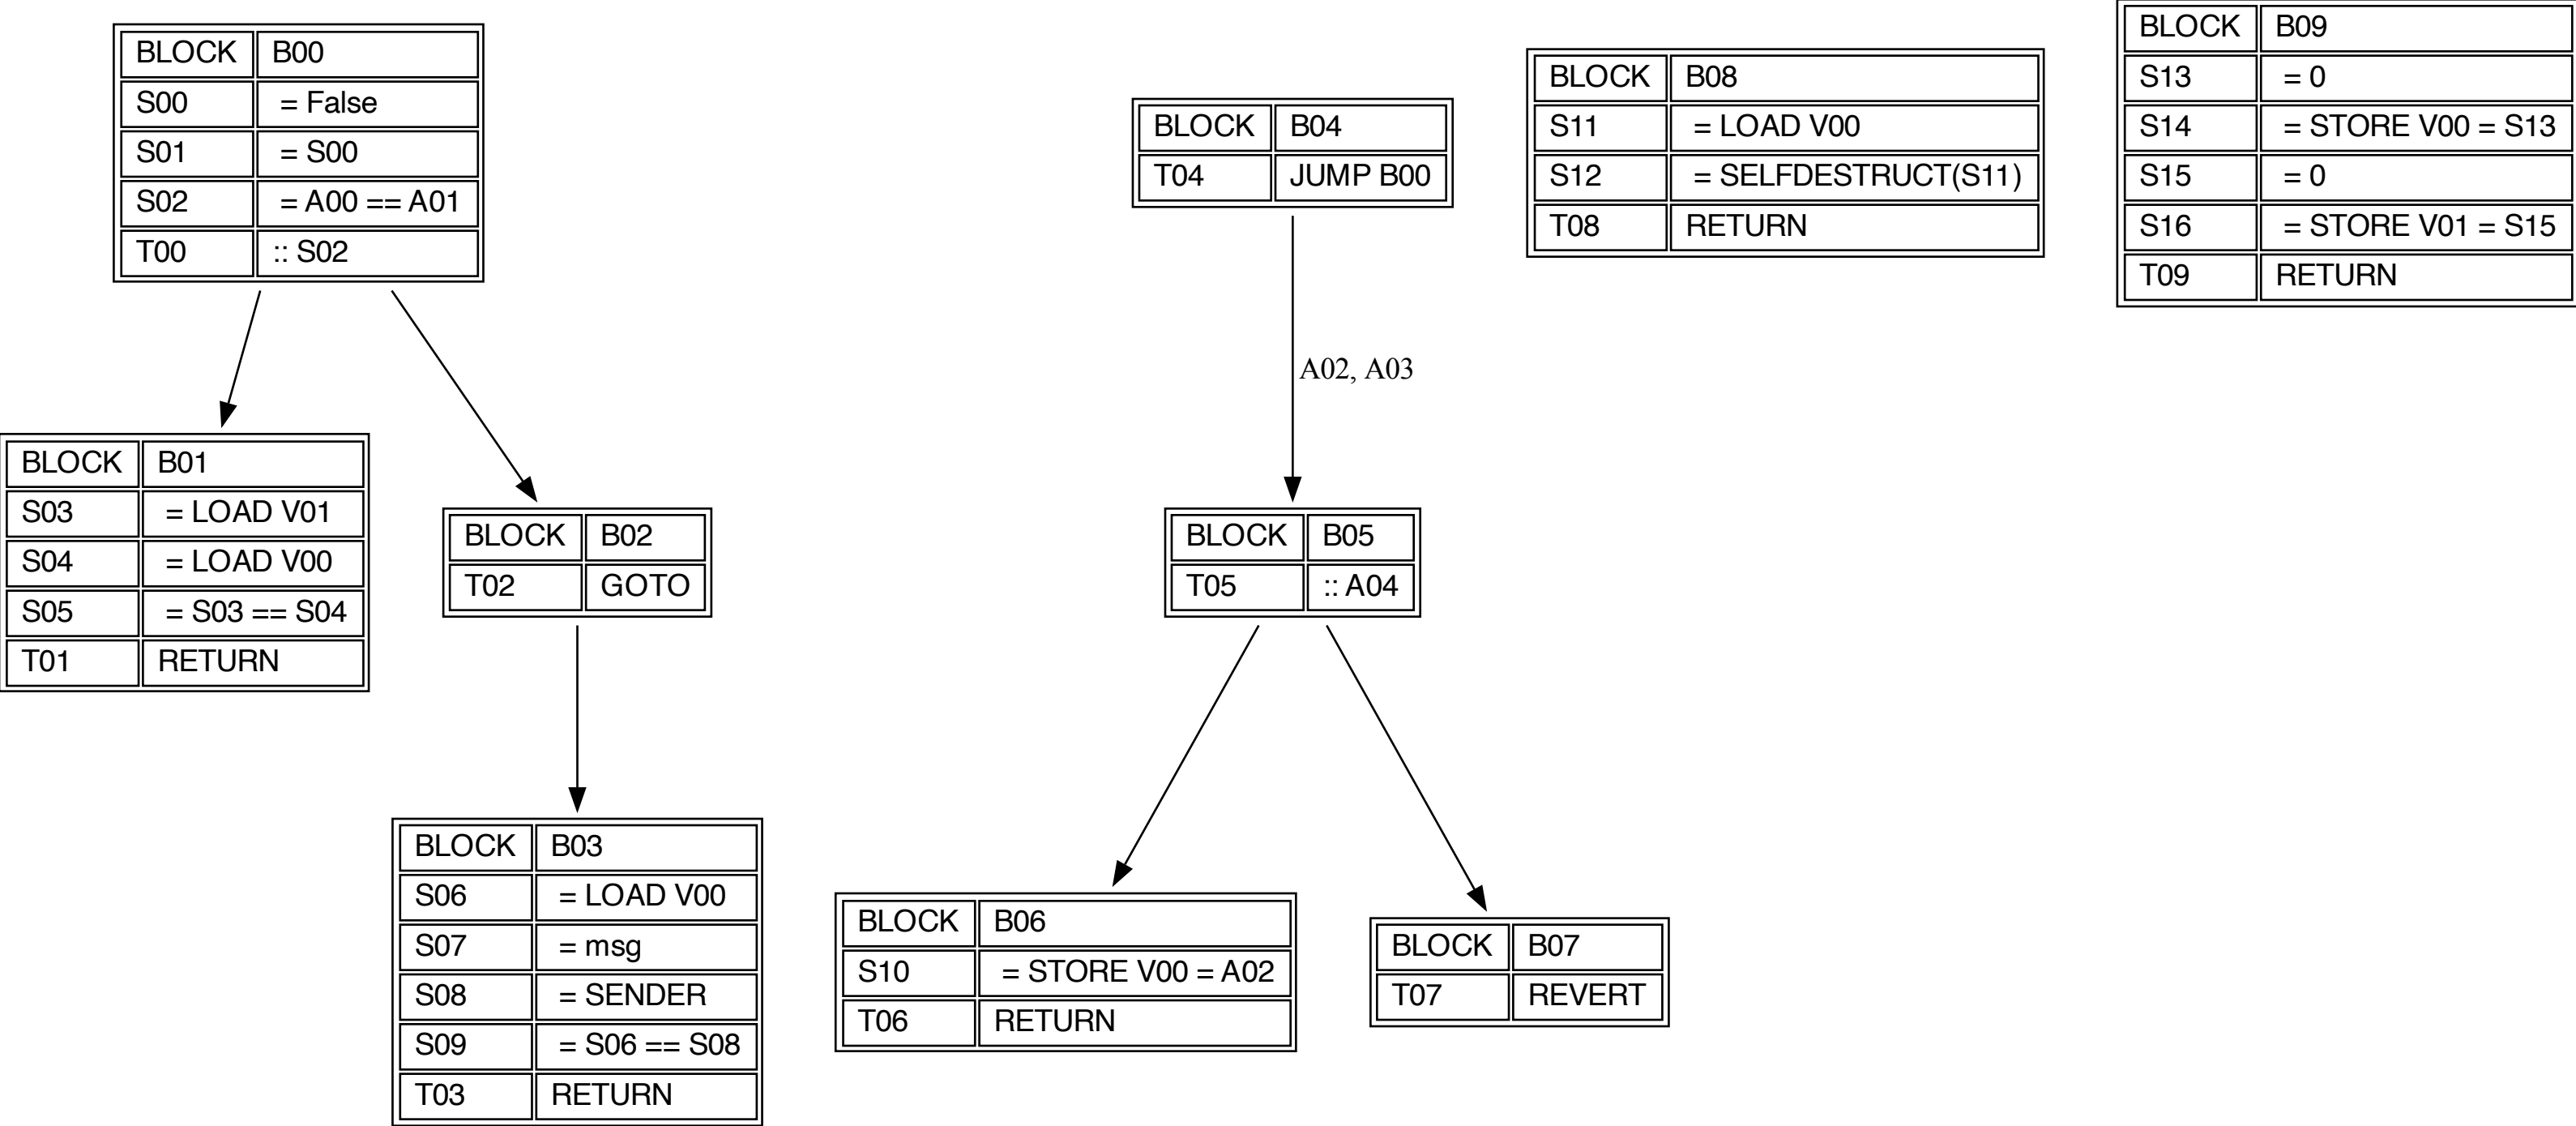 BLOCK B00
S00 = False
S01 = S00
S02 = A00 == A01
T00 :: S02
BLOCK B01
S03 = LOAD V01
S04 = LOAD V00
S05 = S03 == S04
T01 RETURN
BLOCK B02
T02 GOTO
BLOCK B03
S06 = LOAD V00
S07 = msg
S08 = SENDER
S09 = S06 == S08
T03 RETURN
BLOCK B04
T04 JUMP B00
A02, A03
BLOCK B05
T05 :: A04
BLOCK B06
S10 = STORE V00 = A02
T06 RETURN
BLOCK B07
T07 REVERT
BLOCK B08
S11 = LOAD V00
S12 = SELFDESTRUCT(S11)
T08 RETURN
BLOCK B09
S13 = 0
S14 = STORE V00 = S13
S15 = 0
S16 = STORE V01 = S15
T09 RETURN